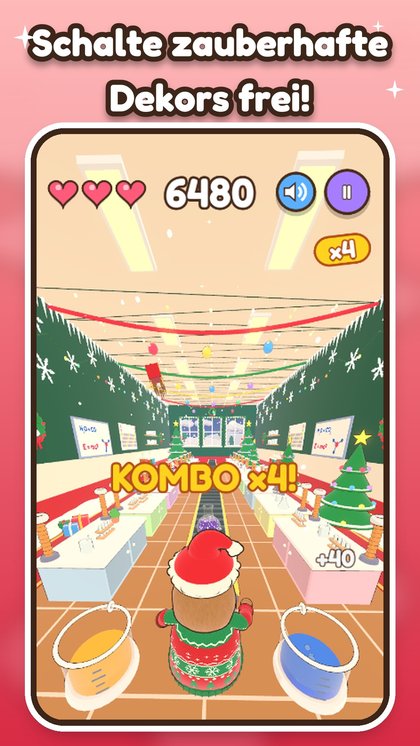 Schalte zauberhafte
Dekors frei!
6480
x4
KOMBO x4!
+40